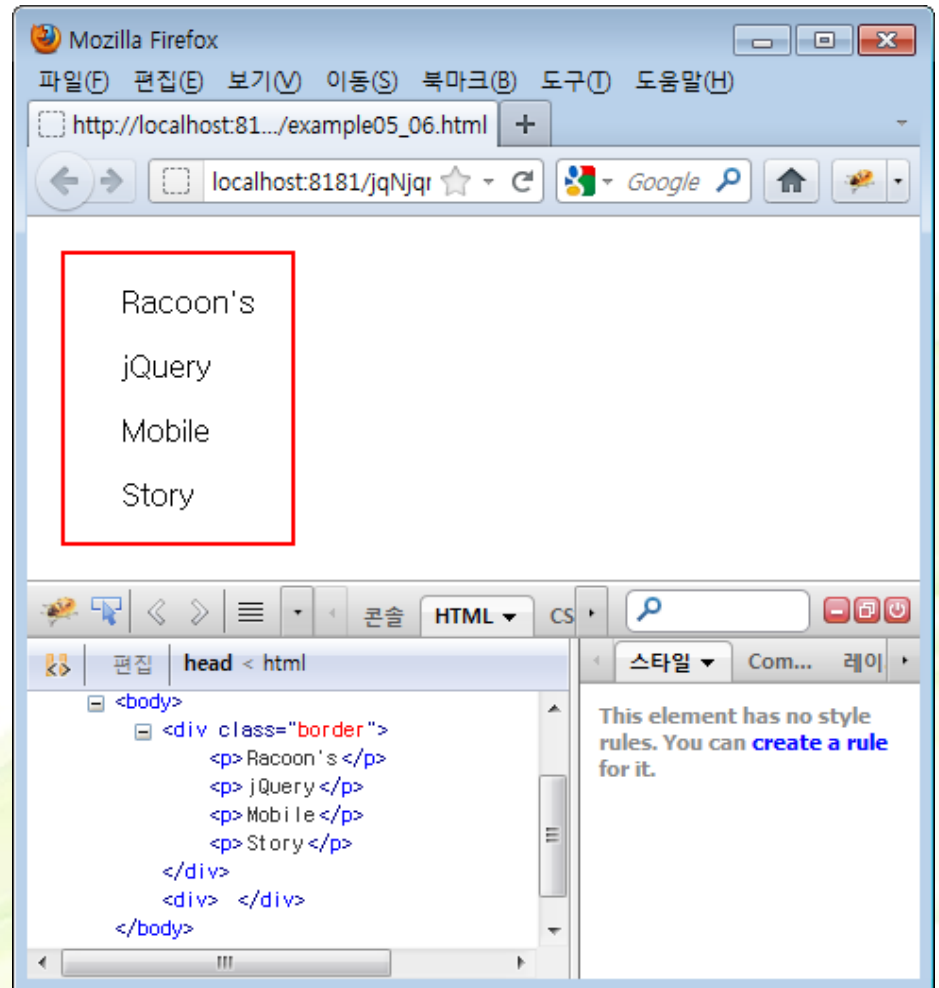 Mozilla Firefox
파일(F) 편집(E) 보기(V) 이동(S) 북마크(B) 도구(T) 도움말(H)
http://localhost:81.../example05_06.html +
localhost:8181/jqNjqr Google
Racoon's
jQuery
Mobile
Story
콘솔 HTML CS
편집 head < html 스타일 Com... 레이
<body>
<div class="border">
<p>Racoon's</p>
<p>jQuery</p>
<p>Mobile</p>
<p>Story</p>
</div>
<div> </div>
</body>
This element has no style
rules. You can create a rule
for it.